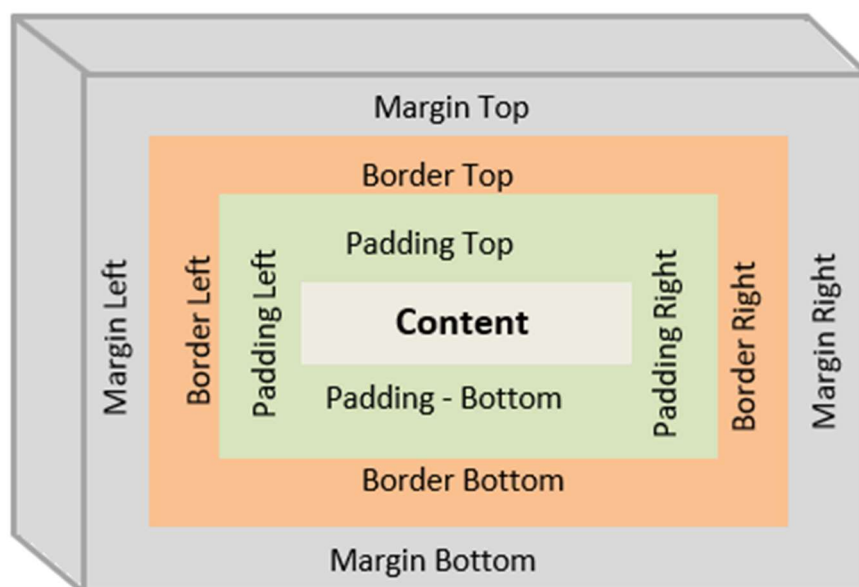 Margin Top
Border Top
Padding Top
Margin Left
Border Left
Padding Left
Content
Padding Right
Border Right
Margin Right
Padding - Bottom
Border Bottom
Margin Bottom